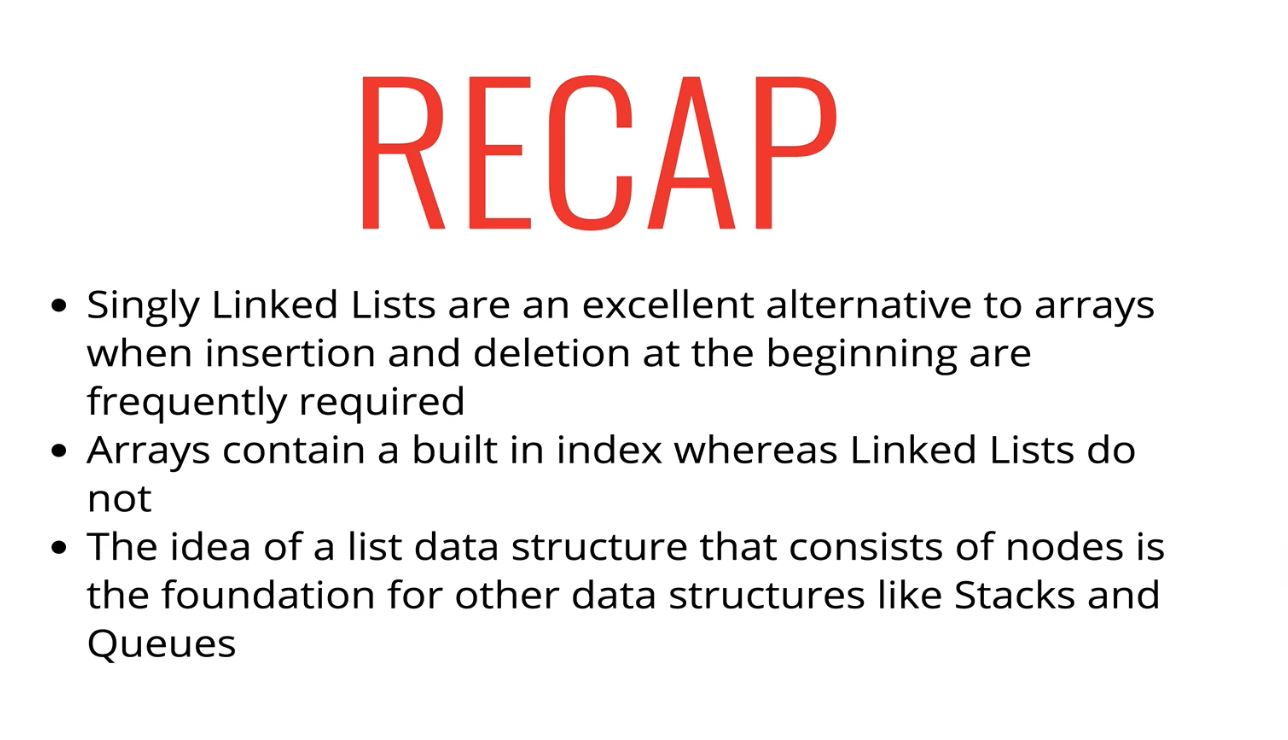 RECAP
• Singly Linked Lists are an excellent alternative to arrays
when insertion and deletion at the beginning are
frequently required
• Arrays contain a built in index whereas Linked Lists do
not
• The idea of a list data structure that consists of nodes is
the foundation for other data structures like Stacks and
Queues